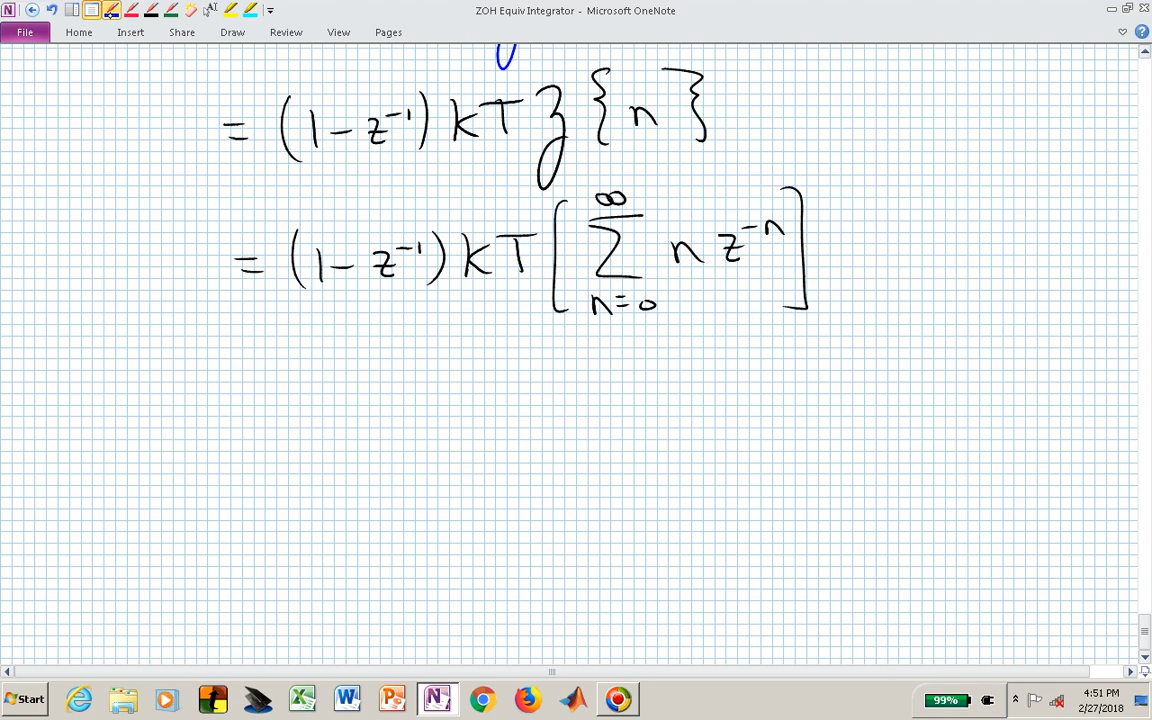 ZOH Equiv Integrator - Microsoft OneNote
File Home Insert Share Draw Review View Pages
= (1 - z⁻¹) kT 𝓏 { n }
= (1 - z⁻¹) kT [ ∑ₙ₌₀^∞ n z⁻ⁿ ]
Start
99%
4:51 PM
2/27/2018